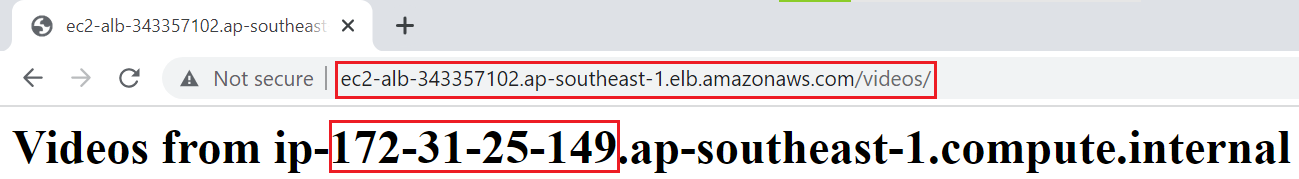 ec2-alb-343357102.ap-southeast
Not secure | ec2-alb-343357102.ap-southeast-1.elb.amazonaws.com/videos/
Videos from ip-172-31-25-149.ap-southeast-1.compute.internal